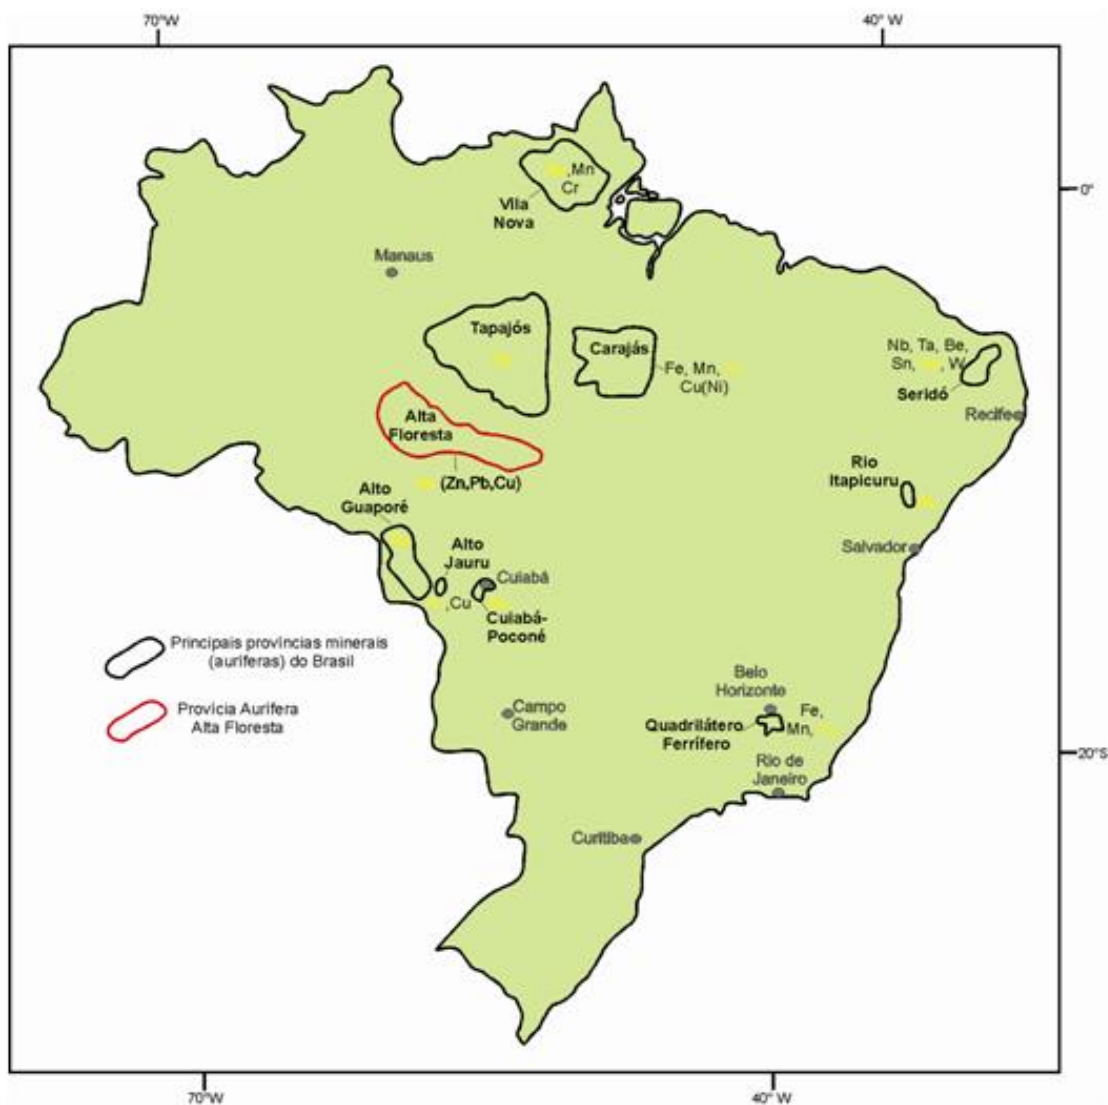 70°W
40° W
,Mn
Cr
Vila
Nova
0°
Manaus
Tapajós
Carajás
Fe, Mn,
Cu(Ni)
Nb, Ta, Be,
Sn, , W
Seridó
Recife
Alta
Floresta
(Zn,Pb,Cu)
Rio
Itapicuru
Salvador
Alto
Guaporé
Alto
Jauru
,Cu
Cuiabá
Cuiabá-
Poconé
Principais províncias minerais
(auríferas) do Brasil
Provícia Aurífera
Alta Floresta
Campo
Grande
Belo
Horizonte
Quadrilátero
Ferrífero
Fe,
Mn,
Rio de
Janeiro
20°S
Curitiba
70°W
40° W